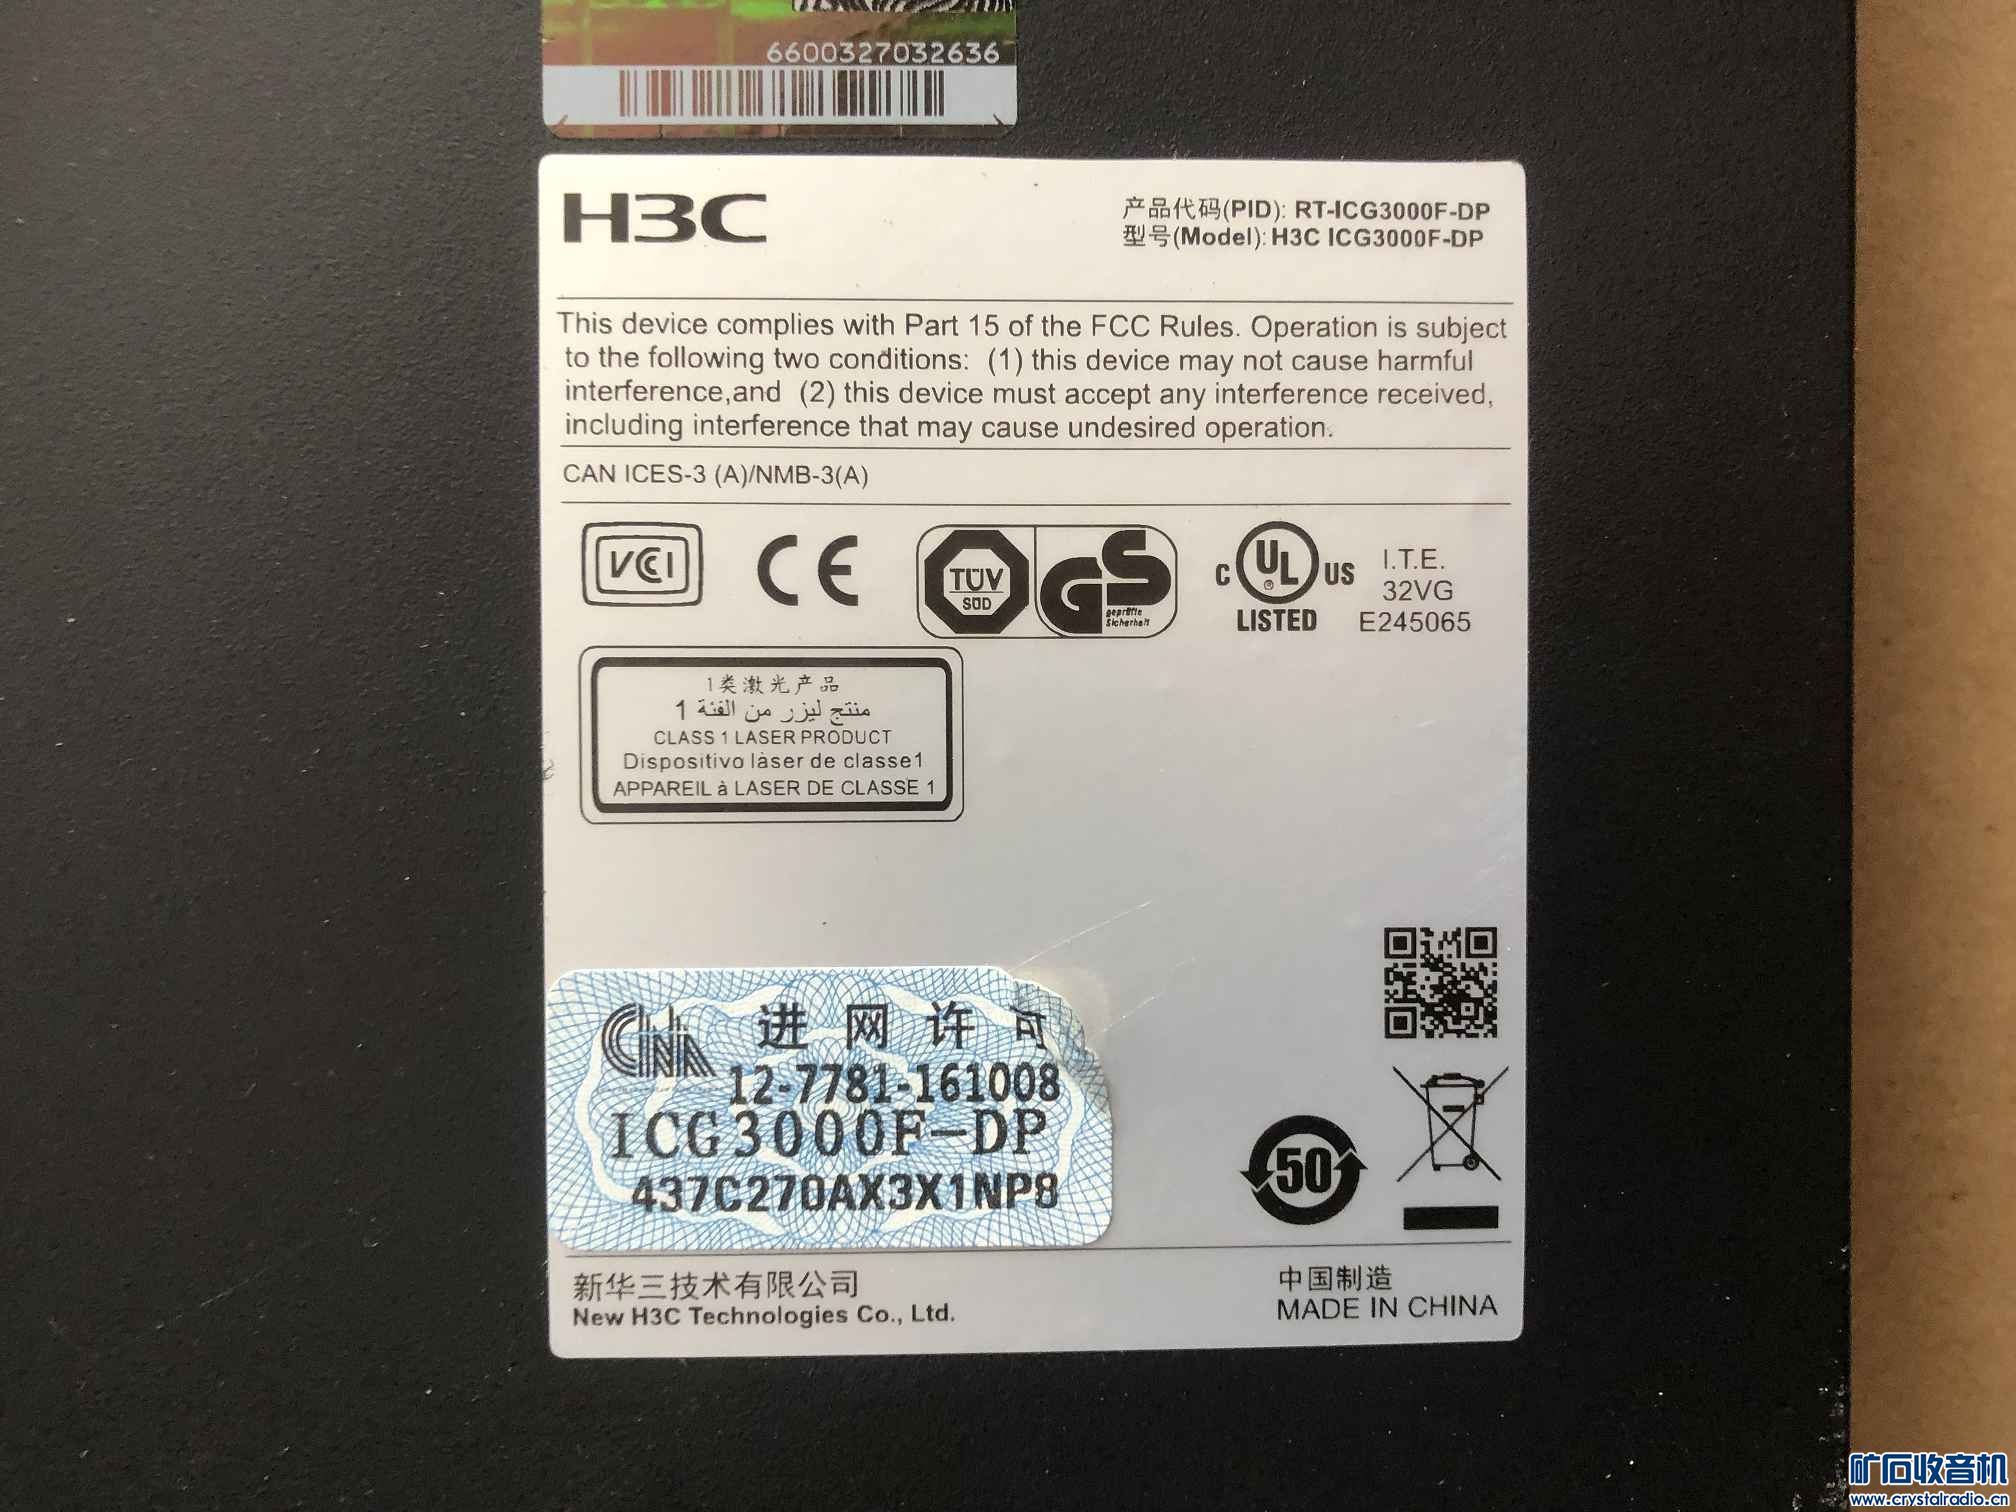 6600327032636
H3C
产品代码(PID): RT-ICG3000F-DP
型号(Model): H3C ICG3000F-DP
This device complies with Part 15 of the FCC Rules. Operation is subject
to the following two conditions: (1) this device may not cause harmful
interference,and (2) this device must accept any interference received,
including interference that may cause undesired operation.
CAN ICES-3 (A)/NMB-3(A)
VCCI
CE
TÜV
SÜD
GS
geprüfte
Sicherheit
C UL US
®
LISTED
I.T.E.
32VG
E245065
1类激光产品
منتج ليزر من الفئة 1
CLASS 1 LASER PRODUCT
Dispositivo làser de classe1
APPAREIL à LASER DE CLASSE 1
CNA 进网许可
12-7781-161008
ICG3000F-DP
437C270AX3X1NP8
50
新华三技术有限公司
New H3C Technologies Co., Ltd.
中国制造
MADE IN CHINA
矿石收音机
www.crystalradio.cn